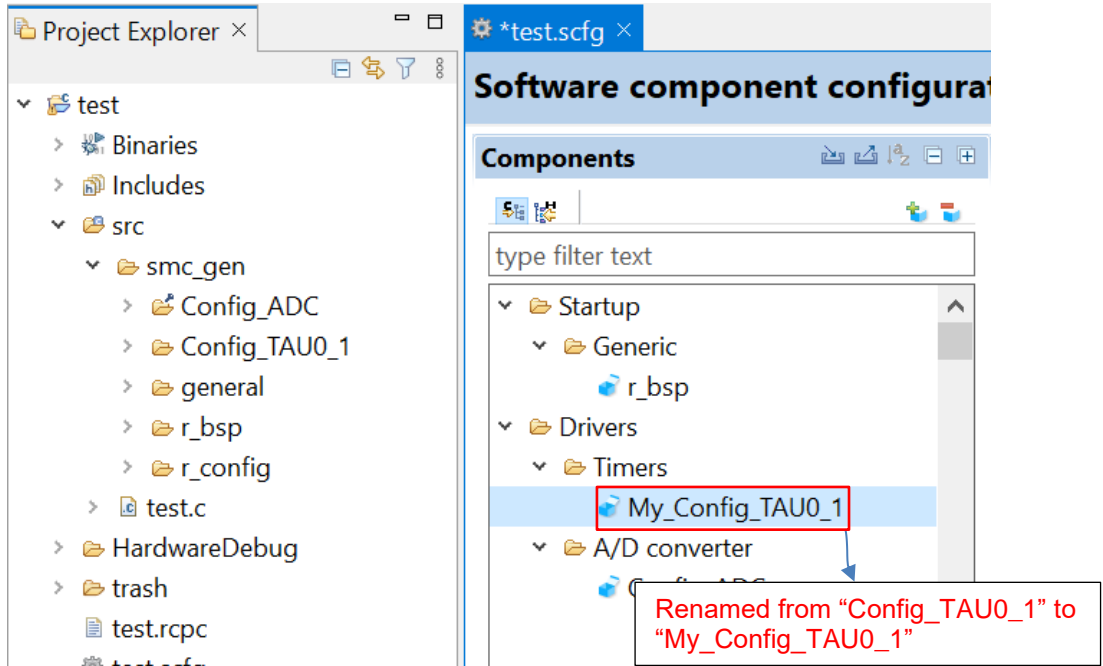 Project Explorer
test
Binaries
Includes
src
smc_gen
Config_ADC
Config_TAU0_1
general
r_bsp
r_config
test.c
HardwareDebug
trash
test.rcpc
*test.scfg
Software component configura
Components
type filter text
Startup
Generic
r_bsp
Drivers
Timers
My_Config_TAU0_1
A/D converter
Renamed from “Config_TAU0_1” to
“My_Config_TAU0_1”